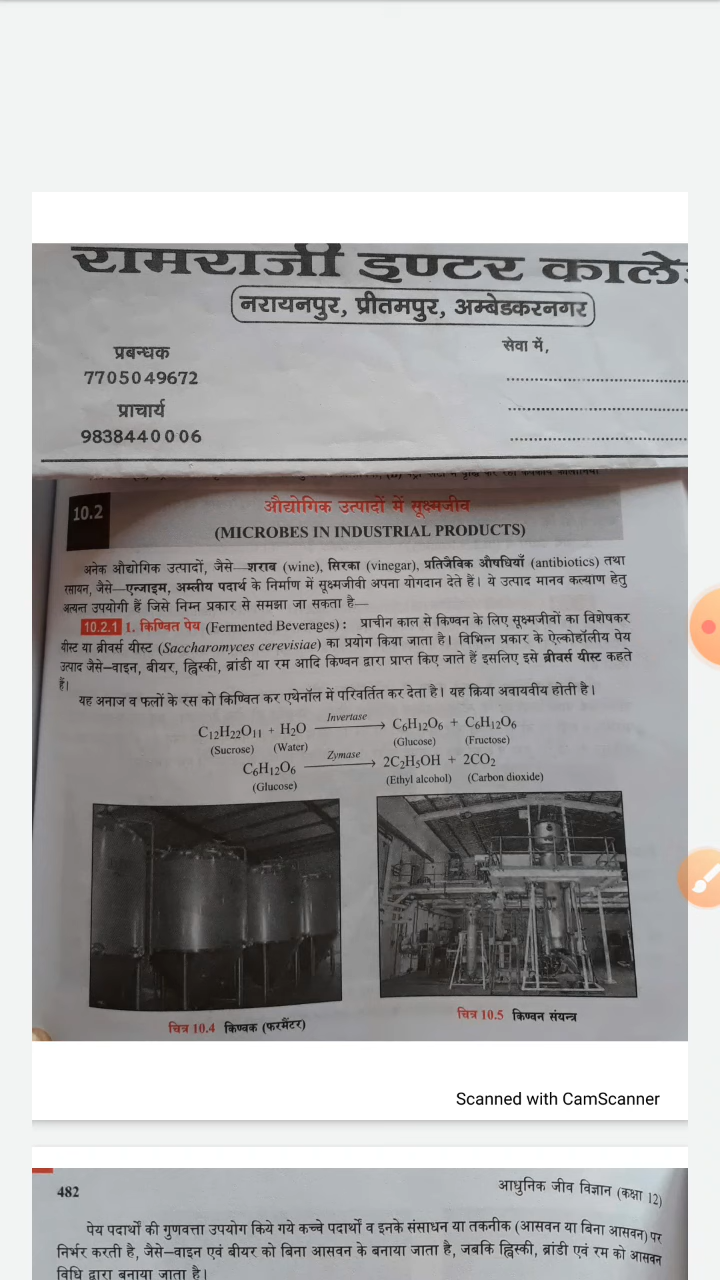 रामराजी इण्टर काले
नरायनपुर, प्रीतमपुर, अम्बेडकरनगर
प्रबन्धक
7705049672
प्राचार्य
9838440006
सेवा में,
10.2
औद्योगिक उत्पादों में सूक्ष्मजीव
(MICROBES IN INDUSTRIAL PRODUCTS)
अनेक औद्योगिक उत्पादों, जैसे—शराब (wine), सिरका (vinegar), प्रतिजैविक औषधियाँ (antibiotics) तथा
रसायन, जैसे—एन्जाइम, अम्लीय पदार्थ के निर्माण में सूक्ष्मजीवी अपना योगदान देते हैं। ये उत्पाद मानव कल्याण हेतु
अत्यन्त उपयोगी हैं जिसे निम्न प्रकार से समझा जा सकता है—
10.2.1 1. किण्वित पेय (Fermented Beverages) : प्राचीन काल से किण्वन के लिए सूक्ष्मजीवों का विशेषकर
यीस्ट या ब्रीवर्स यीस्ट (Saccharomyces cerevisiae) का प्रयोग किया जाता है। विभिन्न प्रकार के ऐल्कोहॉलीय पेय
उत्पाद जैसे—वाइन, बीयर, ह्विस्की, ब्रांडी या रम आदि किण्वन द्वारा प्राप्त किए जाते हैं इसलिए इसे ब्रीवर्स यीस्ट कहते
हैं।
यह अनाज व फलों के रस को किण्वित कर एथेनॉल में परिवर्तित कर देता है। यह क्रिया अवायवीय होती है।
C₁₂H₂₂O₁₁ + H₂O Invertase → C₆H₁₂O₆ + C₆H₁₂O₆
(Sucrose) (Water) (Glucose) (Fructose)
C₆H₁₂O₆ Zymase → 2C₂H₅OH + 2CO₂
(Glucose) (Ethyl alcohol) (Carbon dioxide)
चित्र 10.4 किण्वक (फरमैंटर)
चित्र 10.5 किण्वन संयन्त्र
Scanned with CamScanner
482
आधुनिक जीव विज्ञान (कक्षा 12)
पेय पदार्थों की गुणवत्ता उपयोग किये गये कच्चे पदार्थों व इनके संसाधन या तकनीक (आसवन या बिना आसवन) पर
निर्भर करती है, जैसे—वाइन एवं बीयर को बिना आसवन के बनाया जाता है, जबकि ह्विस्की, ब्रांडी एवं रम को आसवन
विधि द्वारा बनाया जाता है।